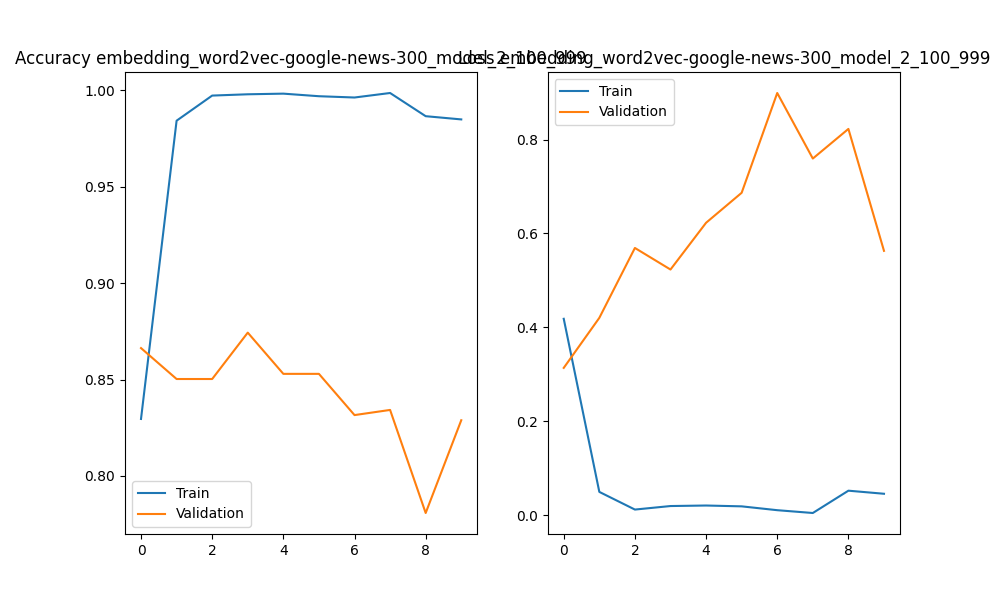 Accuracy embedding_word2vec-google-news-300_model_2_100_999
Loss embedding_word2vec-google-news-300_model_2_100_999
1.00
0.95
0.90
0.85
0.80
Train
Validation
0 2 4 6 8
Train
Validation
0.8
0.6
0.4
0.2
0.0
0 2 4 6 8